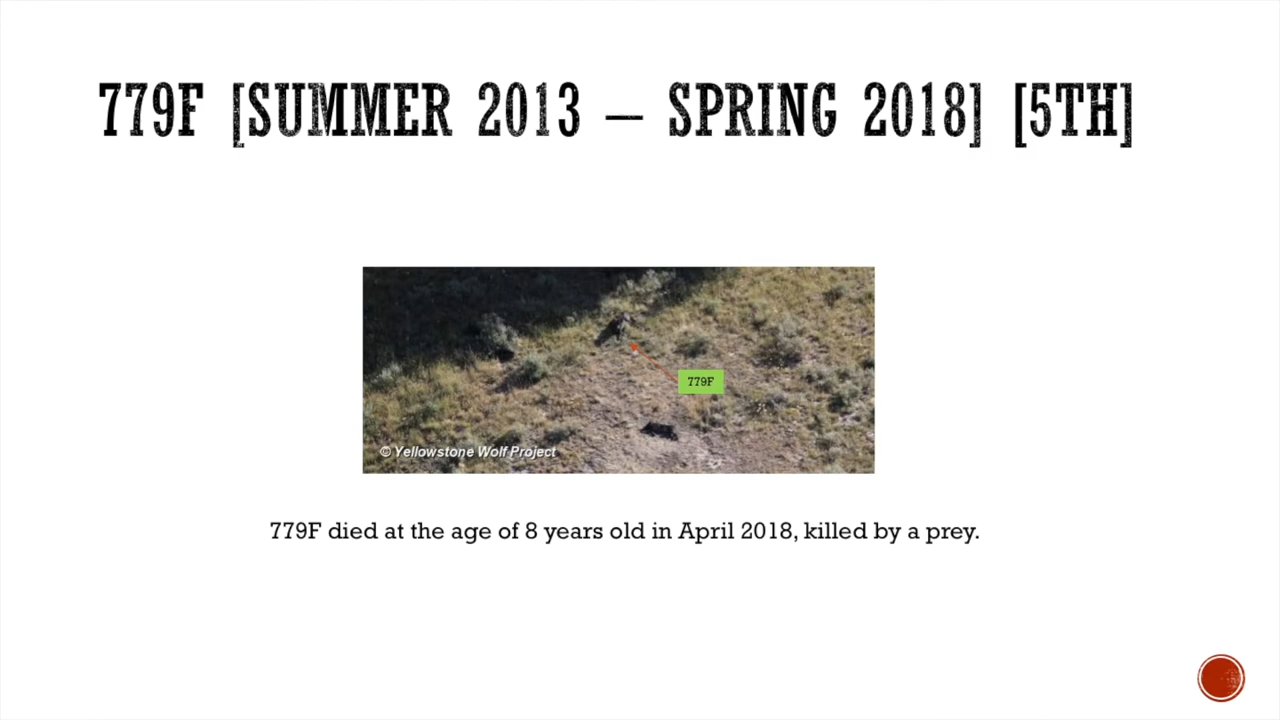 779F [SUMMER 2013 – SPRING 2018] [5TH]
779F
© Yellowstone Wolf Project
779F died at the age of 8 years old in April 2018, killed by a prey.